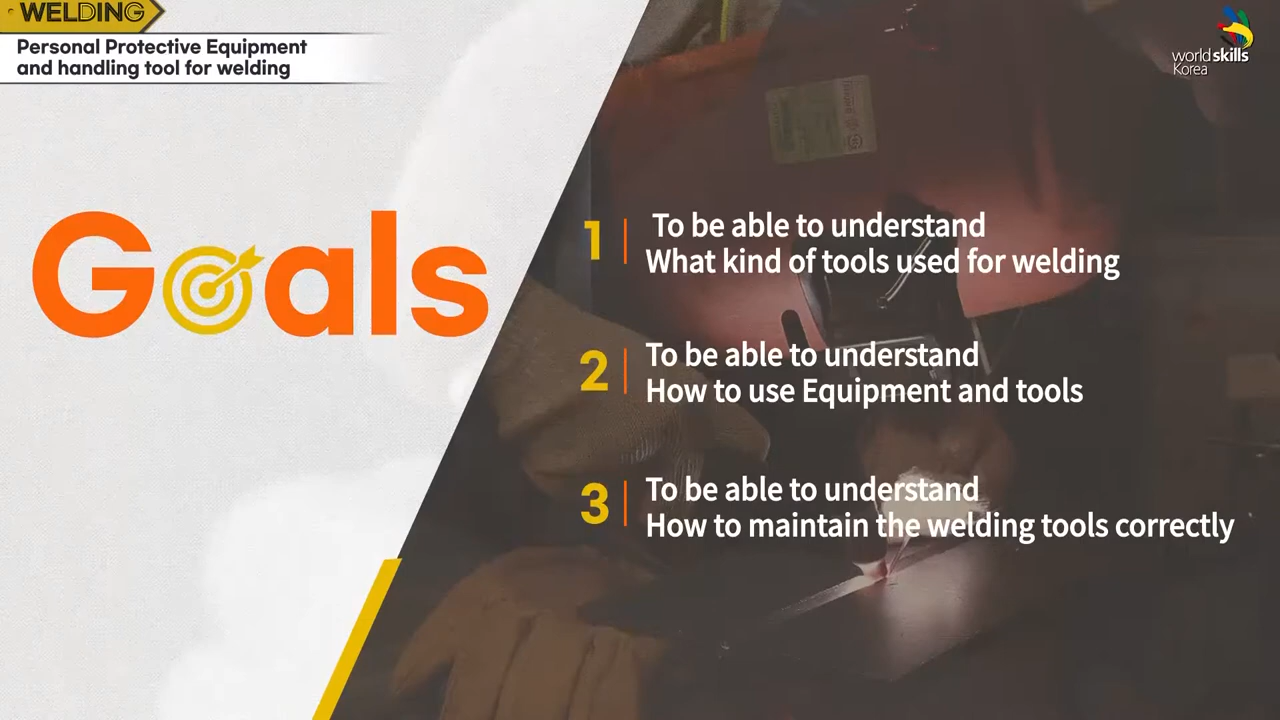 WELDING
Personal Protective Equipment
and handling tool for welding
world skills
Korea
Goals
1
To be able to understand
What kind of tools used for welding
2
To be able to understand
How to use Equipment and tools
3
To be able to understand
How to maintain the welding tools correctly